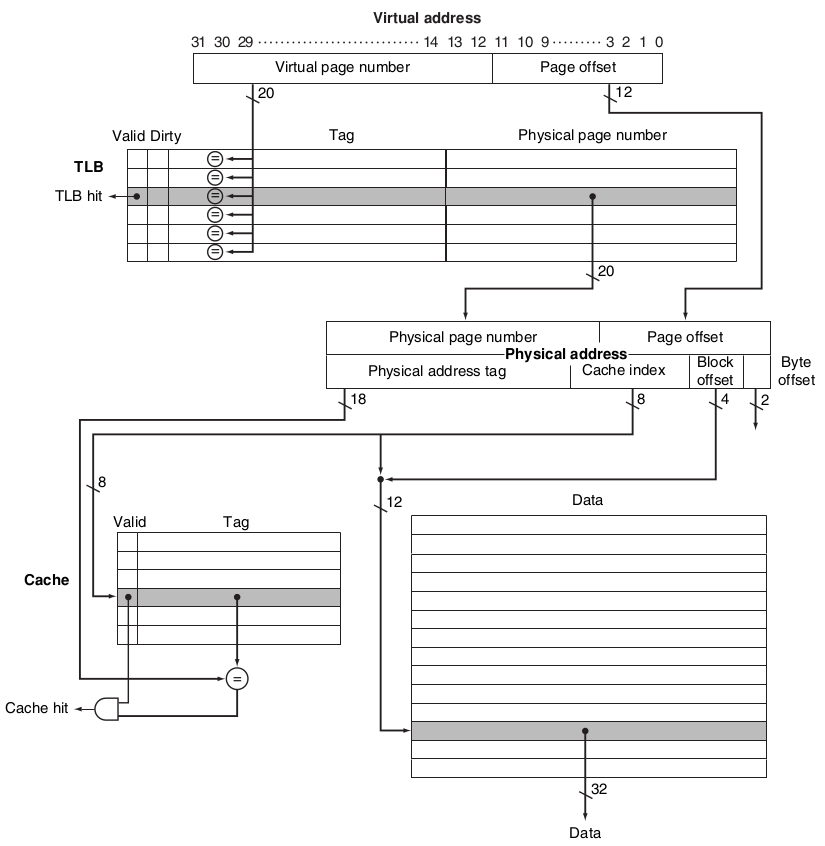 Virtual address
31 30 29 ····························· 14 13 12 11 10 9 ········· 3 2 1 0
Virtual page number Page offset
20 12
Valid Dirty Tag Physical page number
TLB
= 
=
TLB hit =
=
=
=
20
Physical page number Page offset
Physical address
Physical address tag Cache index Block offset Byte offset
18 8 4 2
8
12
Data
Valid Tag
Cache
=
Cache hit
32
Data